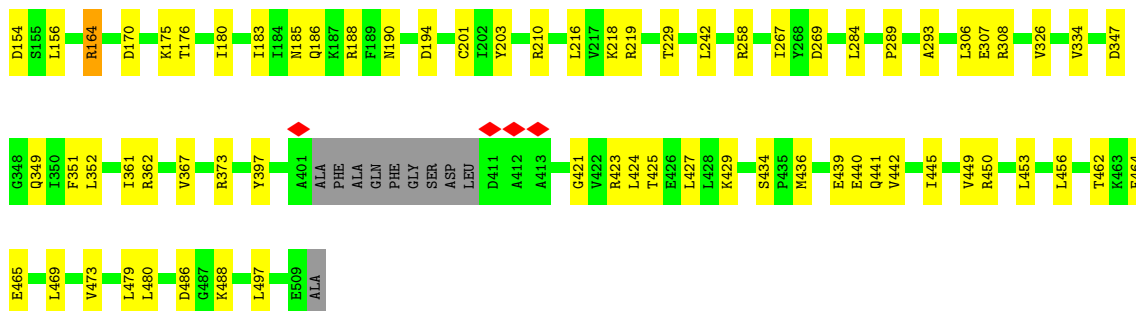 D154 S155 L156 R164 D170 K175 T176 I180 I183 I184 N185 Q186 K187 R188 F189 N190 D194 C201 I202 Y203 R210 L216 V217 K218 R219 T229 L242 R258 I267 Y268 D269 L284 P289 A293 L306 E307 R308 V326 V334 D347
G348 Q349 I350 F351 L352 I361 R362 V367 R373 Y397 A401 ALA PHE ALA GLN PHE GLY SER ASP LEU D411 A412 A413 G421 V422 R423 L424 T425 E426 L427 L428 K429 S434 P435 M436 E439 E440 Q441 V442 I445 V449 R450 L453 L456 T462 K463
E465 L469 V473 L479 L480 D486 G487 K488 L497 E509 ALA